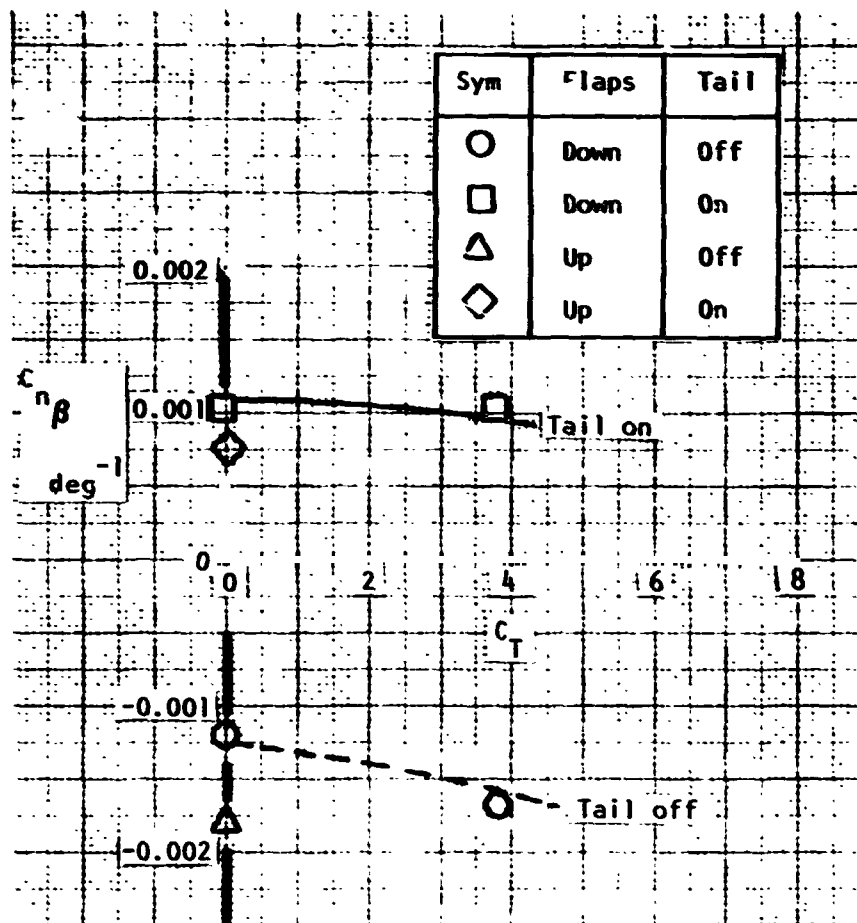 Sym Flaps Tail
Down Off
Down On
Up Off
Up On
0.002
Cnβ
0.001
deg-1
Tail on
0
0 2 4 6 8
CT
-0.001
Tail off
-0.002